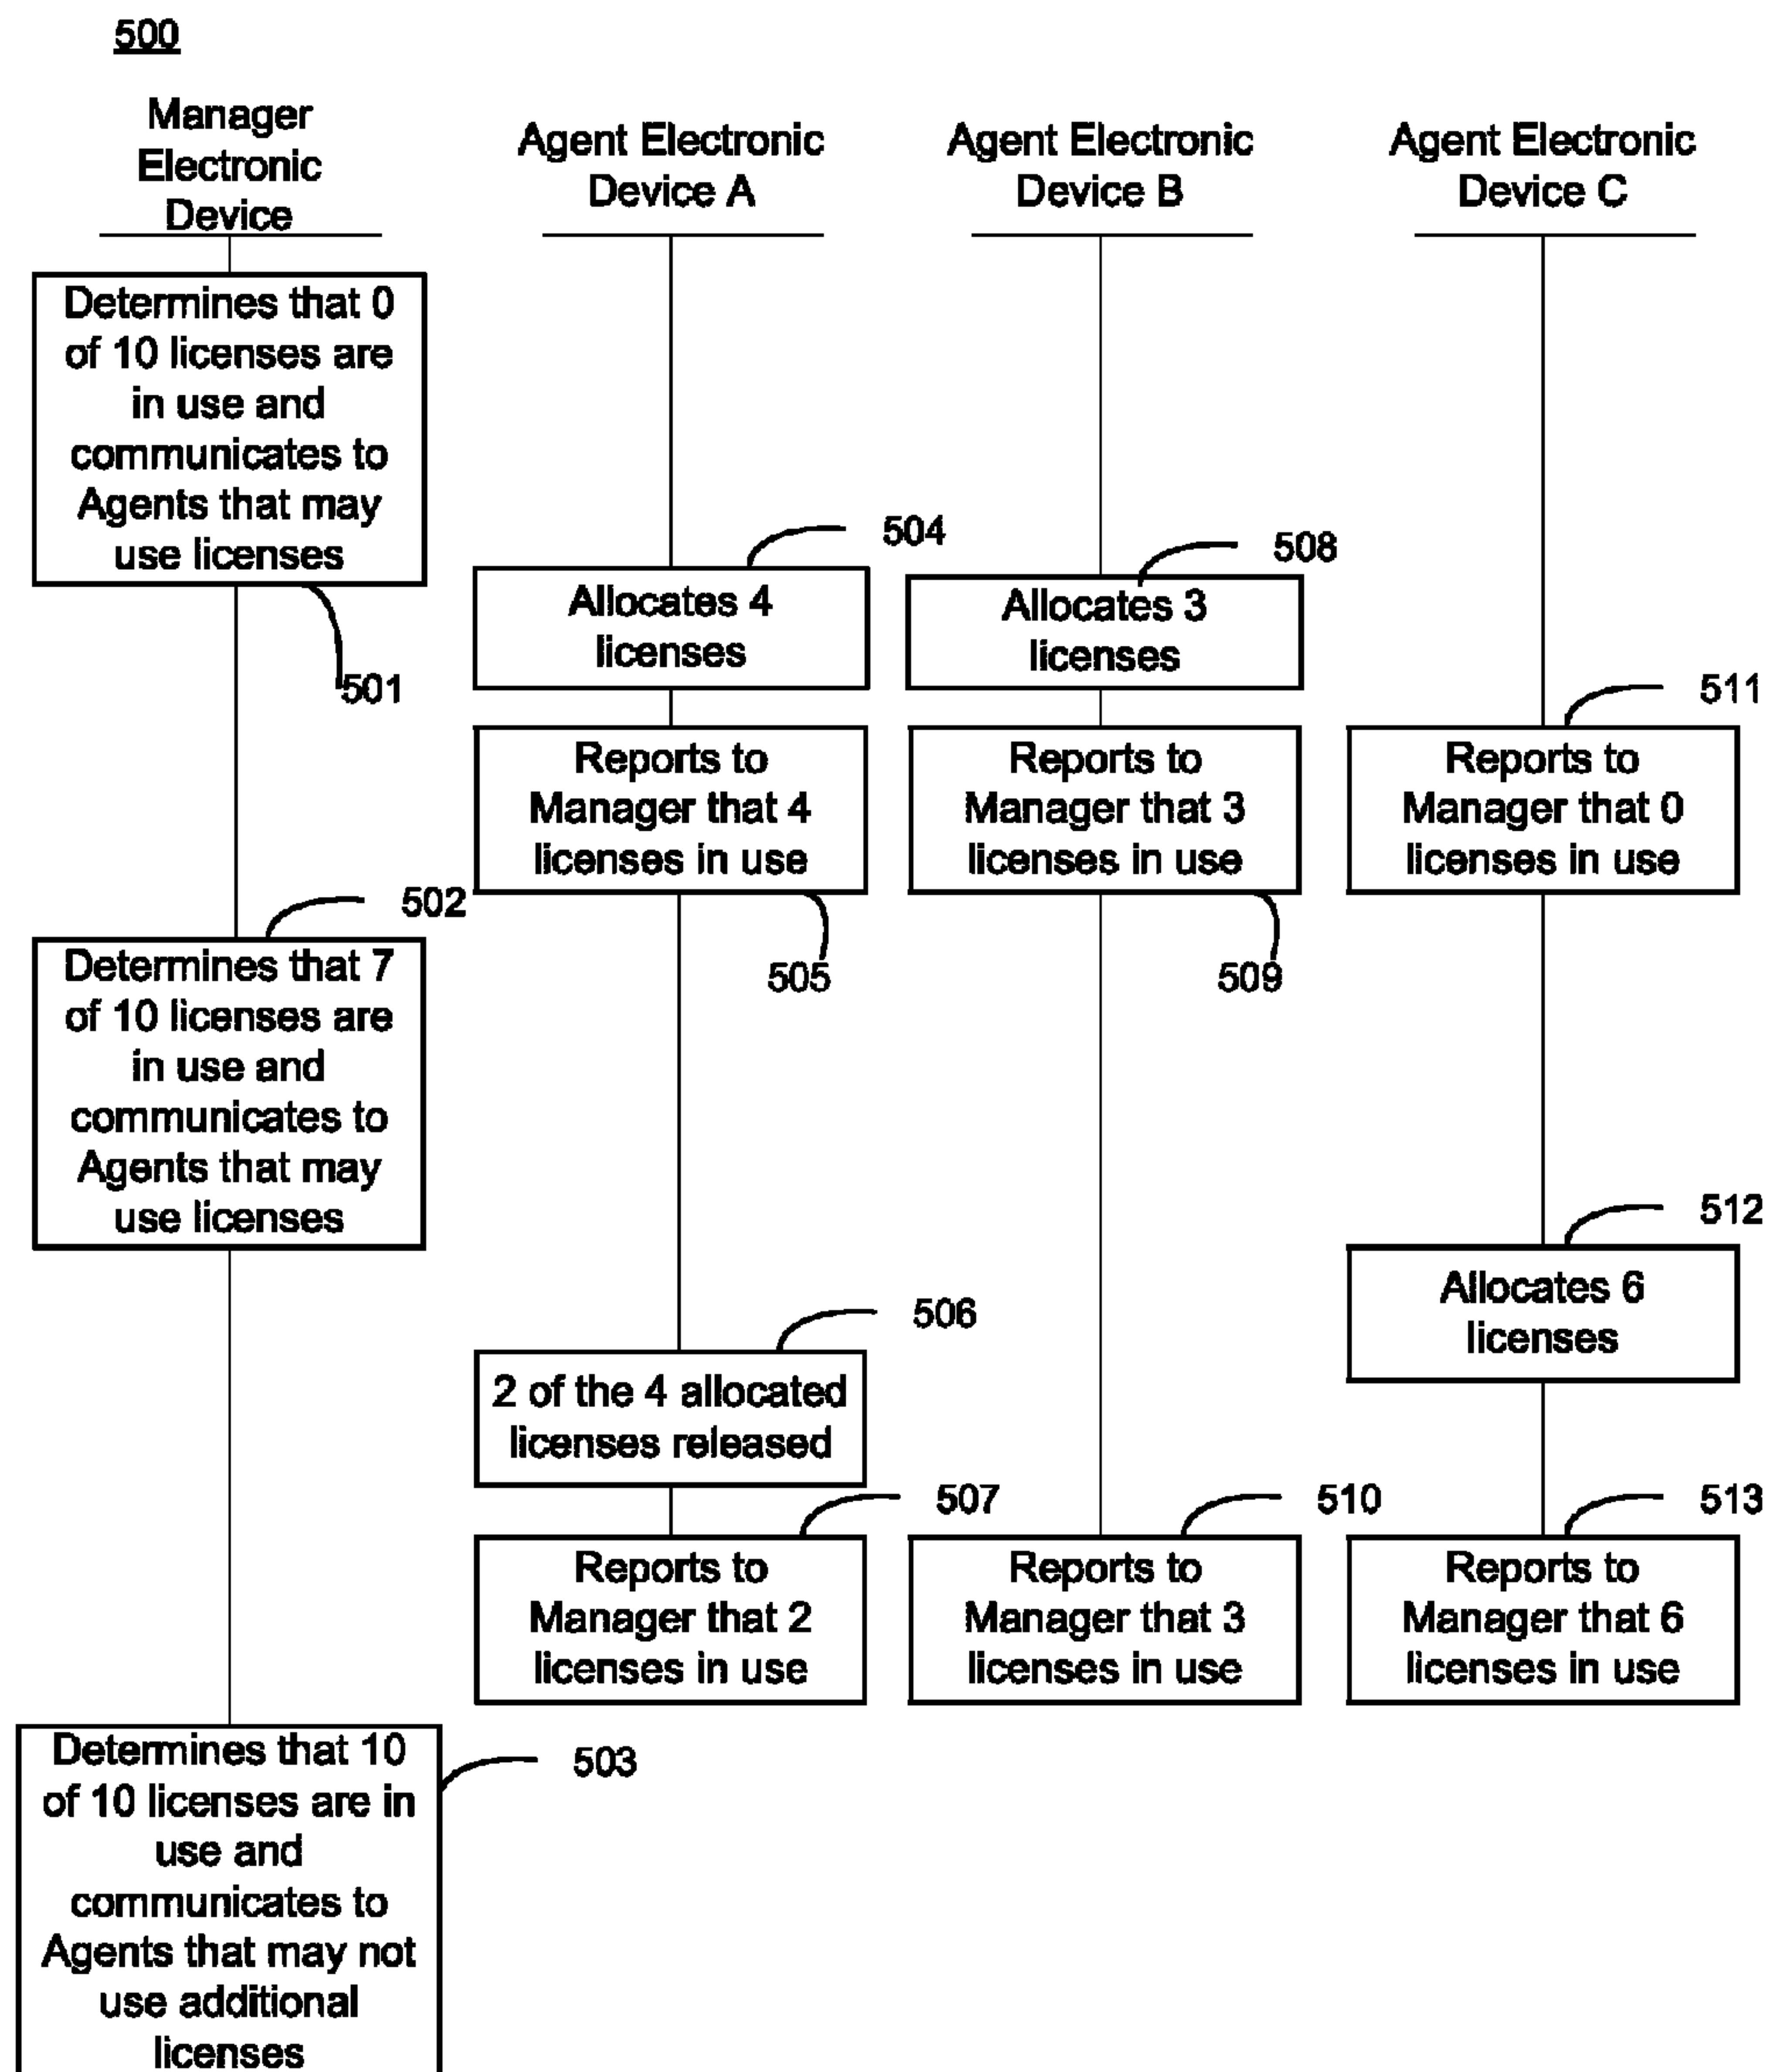 500
Manager
Electronic
Device
Agent Electronic
Device A
Agent Electronic
Device B
Agent Electronic
Device C
Determines that 0
of 10 licenses are
in use and
communicates to
Agents that may
use licenses
501
504
Allocates 4
licenses
508
Allocates 3
licenses
Reports to
Manager that 4
licenses in use
505
Reports to
Manager that 3
licenses in use
509
511
Reports to
Manager that 0
licenses in use
502
Determines that 7
of 10 licenses are
in use and
communicates to
Agents that may
use licenses
512
Allocates 6
licenses
506
2 of the 4 allocated
licenses released
507
Reports to
Manager that 2
licenses in use
510
Reports to
Manager that 3
licenses in use
513
Reports to
Manager that 6
licenses in use
503
Determines that 10
of 10 licenses are in
use and
communicates to
Agents that may not
use additional
licenses